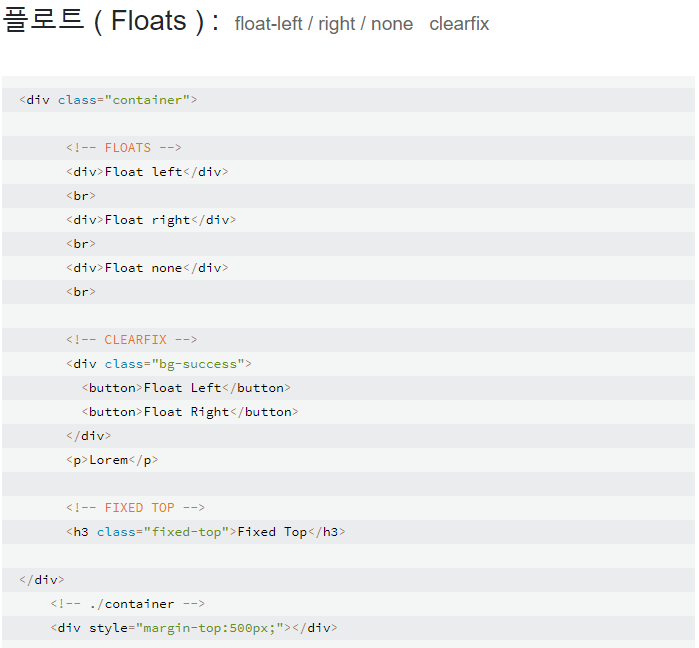 플로트 ( Floats ) : float-left / right / none clearfix
<div class="container">
<!-- FLOATS -->
<div>Float left</div>
<br>
<div>Float right</div>
<br>
<div>Float none</div>
<br>
<!-- CLEARFIX -->
<div class="bg-success">
<button>Float Left</button>
<button>Float Right</button>
</div>
<p>Lorem</p>
<!-- FIXED TOP -->
<h3 class="fixed-top">Fixed Top</h3>
</div>
<!-- ./container -->
<div style="margin-top:500px;"></div>